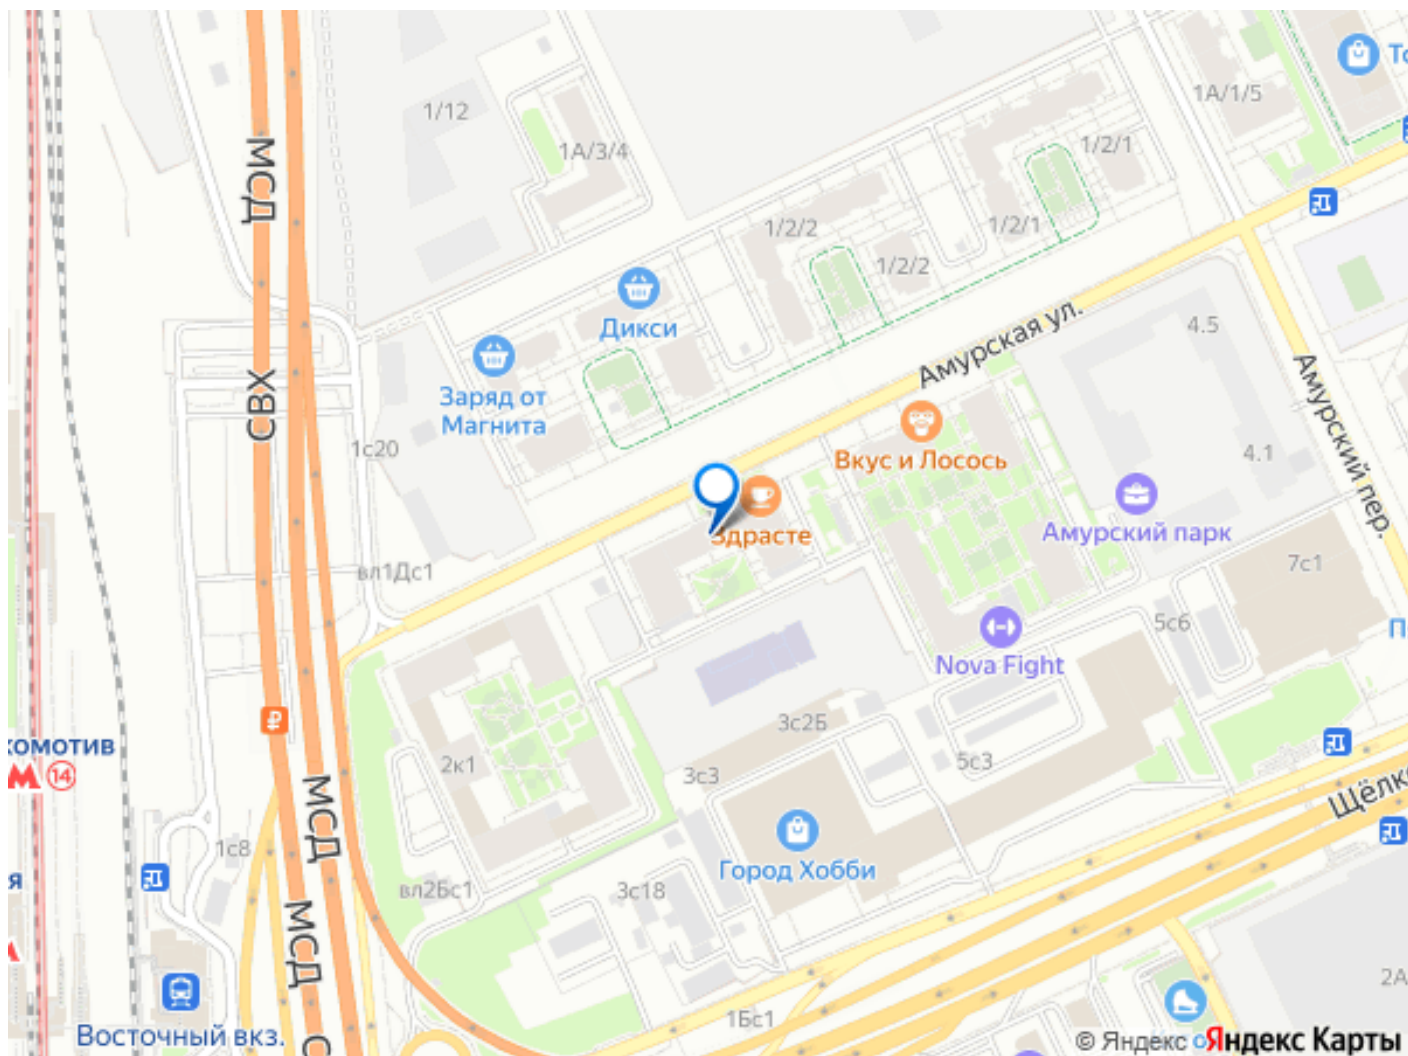 1/12
1А/3/4
1А/1/5
1/2/1
1/2/2
1/2/1
1/2/2
МСД
Дикси
Заряд от
Магнита
Амурская ул.
4.5
Амурский пер.
СВХ
1с20
Вкус и Лосось
4.1
Здрасте
Амурский парк
7с1
вл1Дс1
5с6
Nova Fight
3с2Б
5с3
2к1
3с3
14
МСД
Город Хобби
1с8
вл2Бс1
3с18
МСД
2А
1Бс1
Восточный вкз.
© Яндекс
Яндекс Карты